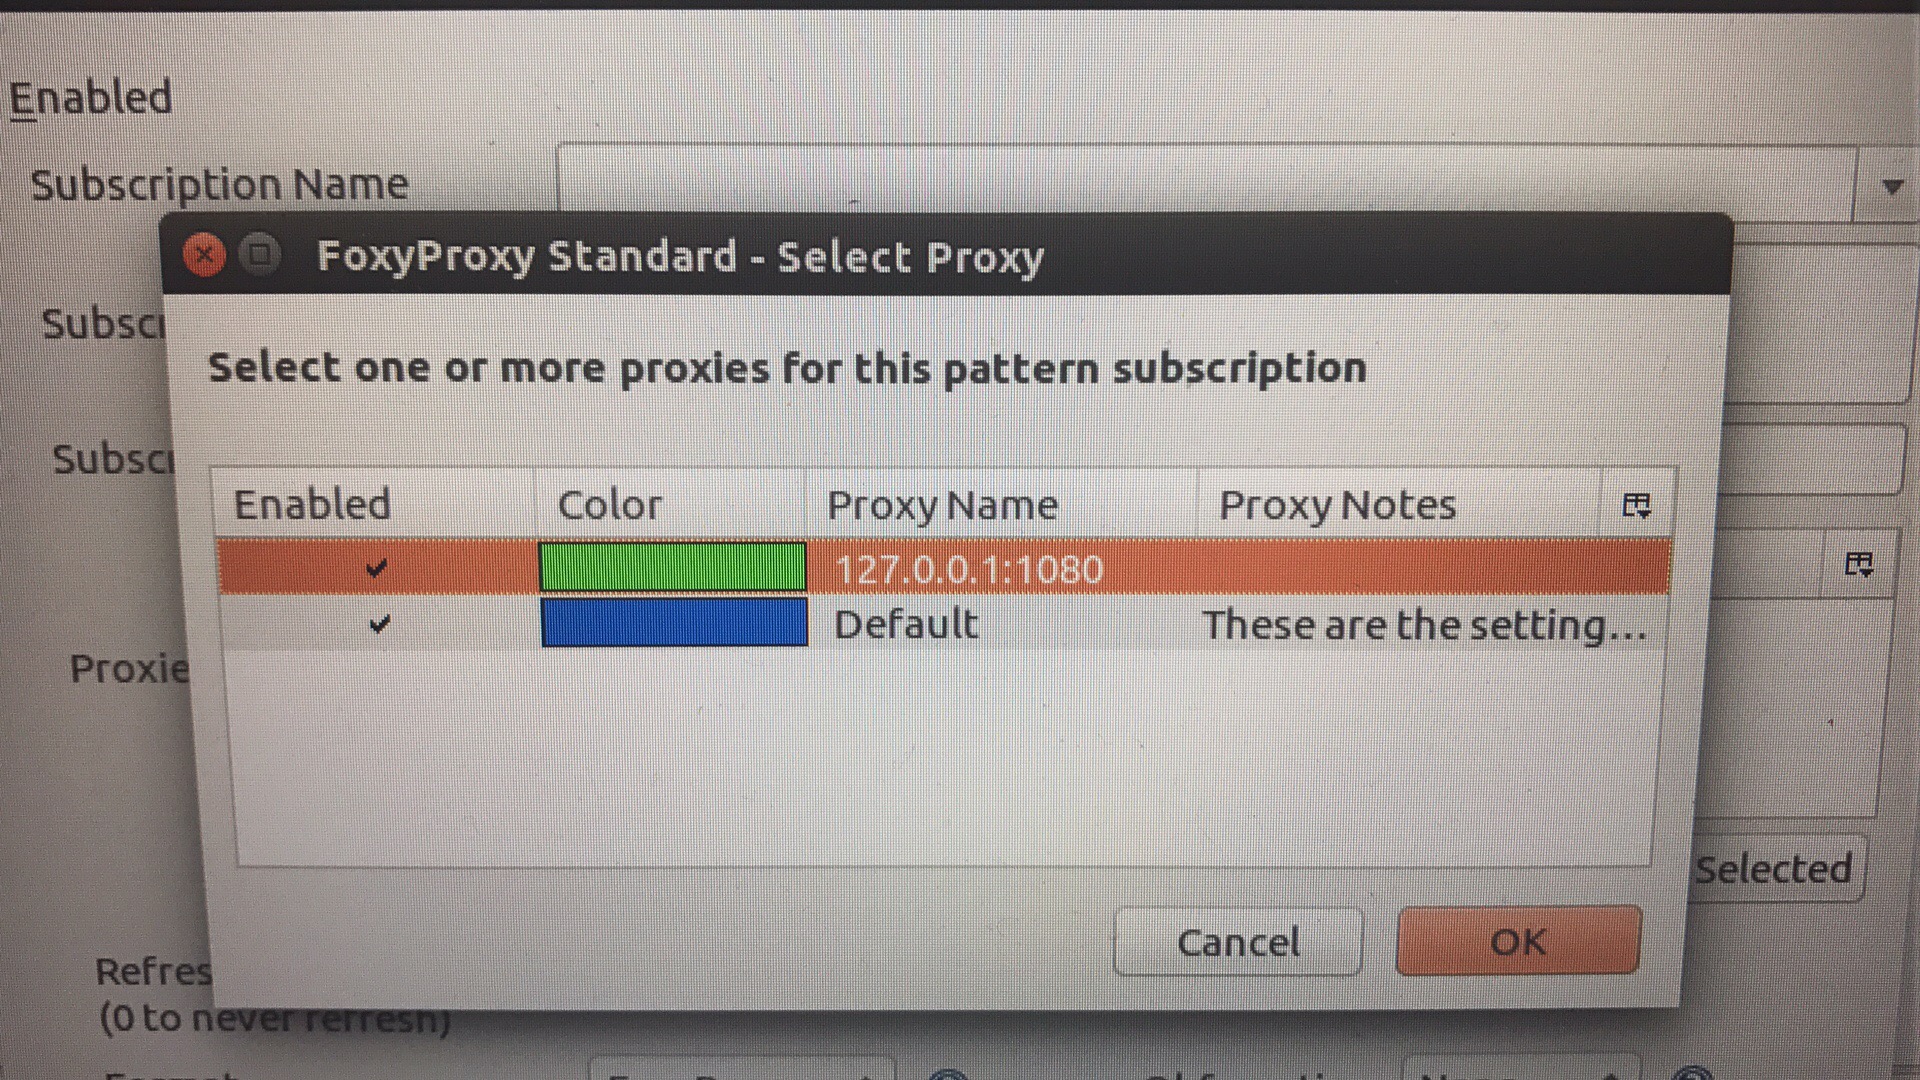 Enabled
Subscription Name
FoxyProxy Standard - Select Proxy
Subscr
Select one or more proxies for this pattern subscription
Subscr
Enabled Color Proxy Name Proxy Notes
127.0.0.1:1080
Default These are the setting...
Proxie
Selected
Cancel OK
Refres
(0 to never refresh)